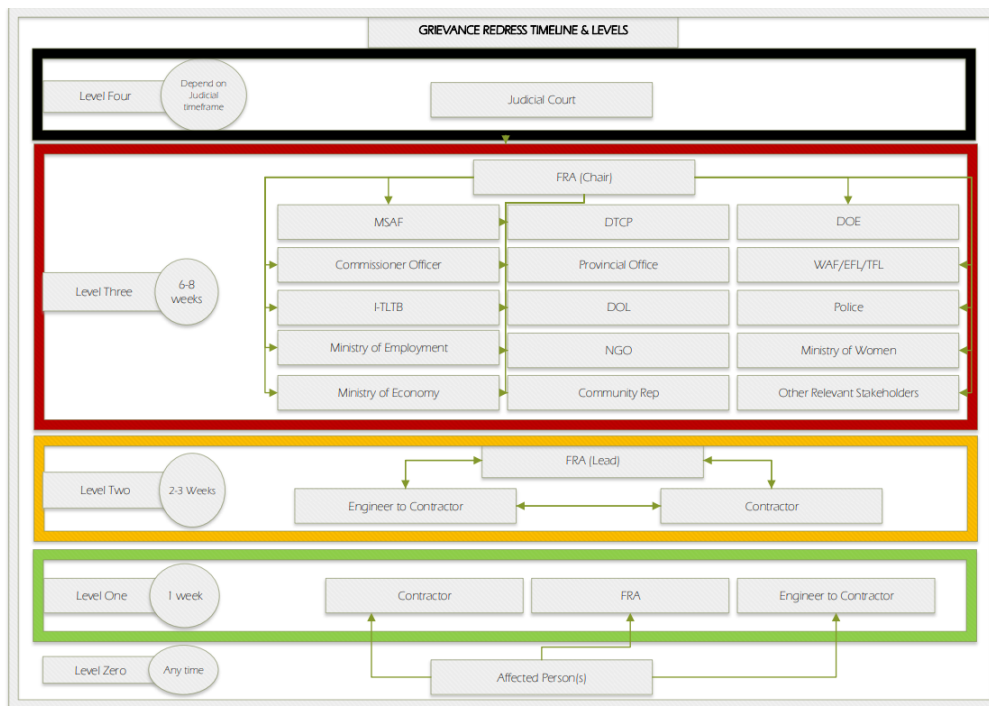 GRIEVANCE REDRESS TIMELINE & LEVELS
Level Four
Depend on
Judicial
timeframe
Judicial Court
FRA (Chair)
MSAF
DTCP
DOE
Commissioner Officer
Provincial Office
WAF/EFL/TFL
Level Three
6-8
weeks
I-TLTB
DOL
Police
Ministry of Employment
NGO
Ministry of Women
Ministry of Economy
Community Rep
Other Relevant Stakeholders
FRA (Lead)
Level Two
2-3 Weeks
Engineer to Contractor
Contractor
Level One
1 week
Contractor
FRA
Engineer to Contractor
Level Zero
Any time
Affected Person(s)